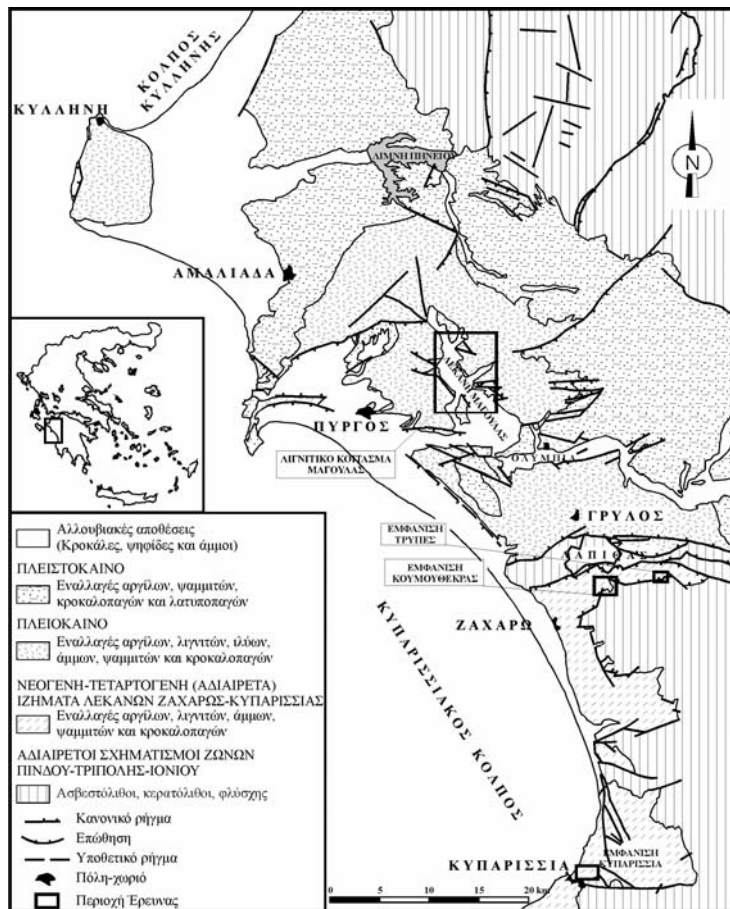 ΚΟΛΠΟΣ
ΚΥΛΛΗΝΗΣ
ΚΥΛΛΗΝΗ
ΛΙΜΝΗ ΠΗΝΕΙΟΥ
N
ΑΜΑΛΙΑΔΑ
ΛΕΚΑΝΗ ΜΑΓΟΥΛΑΣ
ΠΥΡΓΟΣ
ΟΛΥΜΠΙΑ
ΛΙΓΝΙΤΙΚΟ ΚΟΙΤΑΣΜΑ
ΜΑΓΟΥΛΑΣ
ΓΡΥΛΟΣ
ΕΜΦΑΝΙΣΗ
ΤΡΥΠΕΣ
ΛΑΠΙΘΑΣ
ΕΜΦΑΝΙΣΗ
ΚΟΥΜΟΥΘΕΚΡΑΣ
ΖΑΧΑΡΩ
ΚΥΠΑΡΙΣΣΙΑΚΟΣ ΚΟΛΠΟΣ
ΕΜΦΑΝΙΣΗ
ΚΥΠΑΡΙΣΣΙΑ
ΚΥΠΑΡΙΣΣΙΑ
0 5 10 15 20 km
Αλλουβιακές αποθέσεις
(Κροκάλες, ψηφίδες και άμμοι)
ΠΛΕΙΣΤΟΚΑΙΝΟ
Εναλλαγές αργίλων, ψαμμιτών,
κροκαλοπαγών και λατυποπαγών
ΠΛΕΙΟΚΑΙΝΟ
Εναλλαγές αργίλων, λιγνιτών, ιλύων,
άμμων, ψαμμιτών και κροκαλοπαγών
ΝΕΟΓΕΝΗ-ΤΕΤΑΡΤΟΓΕΝΗ (ΑΔΙΑΙΡΕΤΑ)
ΙΖΗΜΑΤΑ ΛΕΚΑΝΩΝ ΖΑΧΑΡΩΣ-ΚΥΠΑΡΙΣΣΙΑΣ
Εναλλαγές αργίλων, λιγνιτών, άμμων,
ψαμμιτών και κροκαλοπαγών
ΑΔΙΑΙΡΕΤΟΙ ΣΧΗΜΑΤΙΣΜΟΙ ΖΩΝΩΝ
ΠΙΝΔΟΥ-ΤΡΙΠΟΛΗΣ-ΙΟΝΙΟΥ
Ασβεστόλιθοι, κερατόλιθοι, φλύσχης
Κανονικό ρήγμα
Επώθηση
Υποθετικό ρήγμα
Πόλη-χωριό
Περιοχή Έρευνας